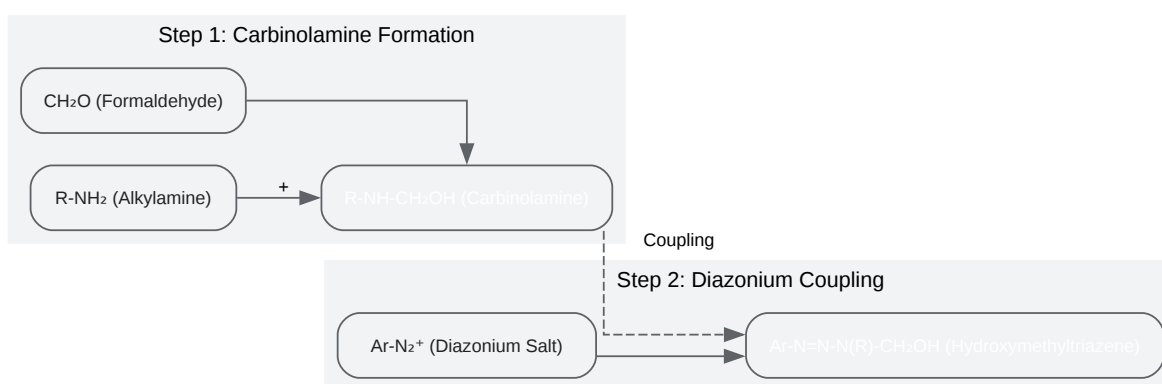 Step 1: Carbinolamine Formation
CH₂O (Formaldehyde)
R-NH₂ (Alkylamine)
+
R-NH-CH₂OH (Carbinolamine)
Coupling
Step 2: Diazonium Coupling
Ar-N₂⁺ (Diazonium Salt)
Ar-N=N-N(R)-CH₂OH (Hydroxymethyltriazene)